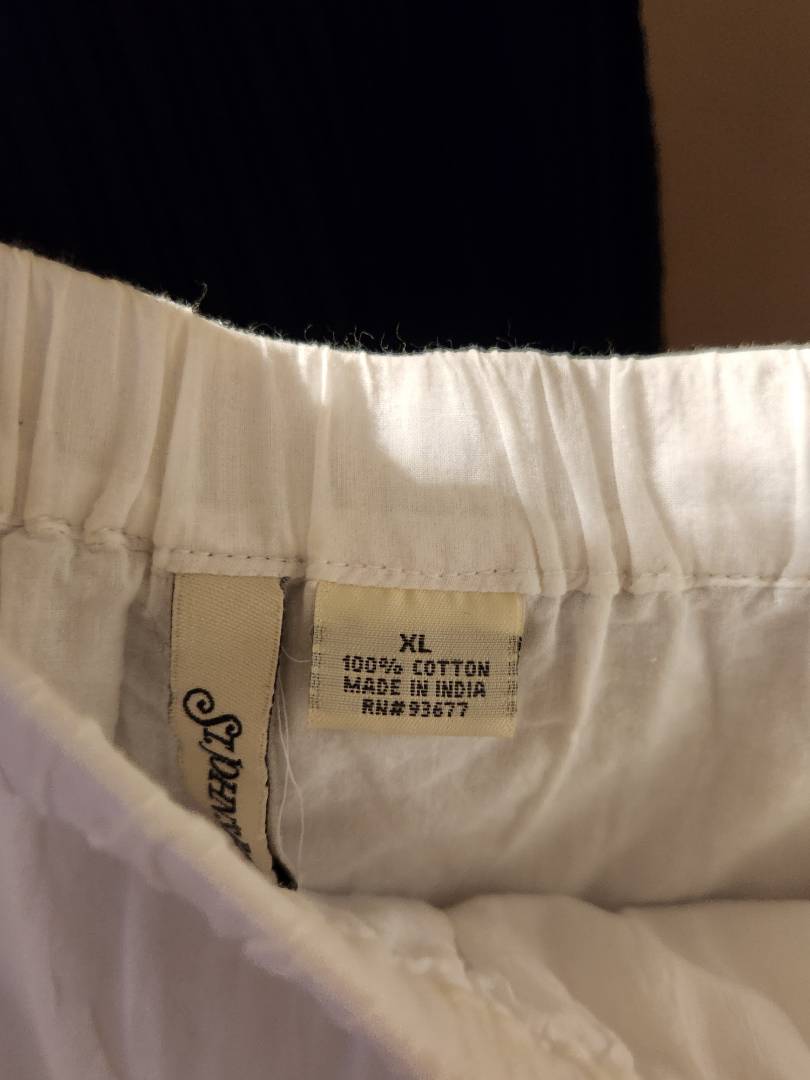 XL
100% COTTON
MADE IN INDIA
RN#93677